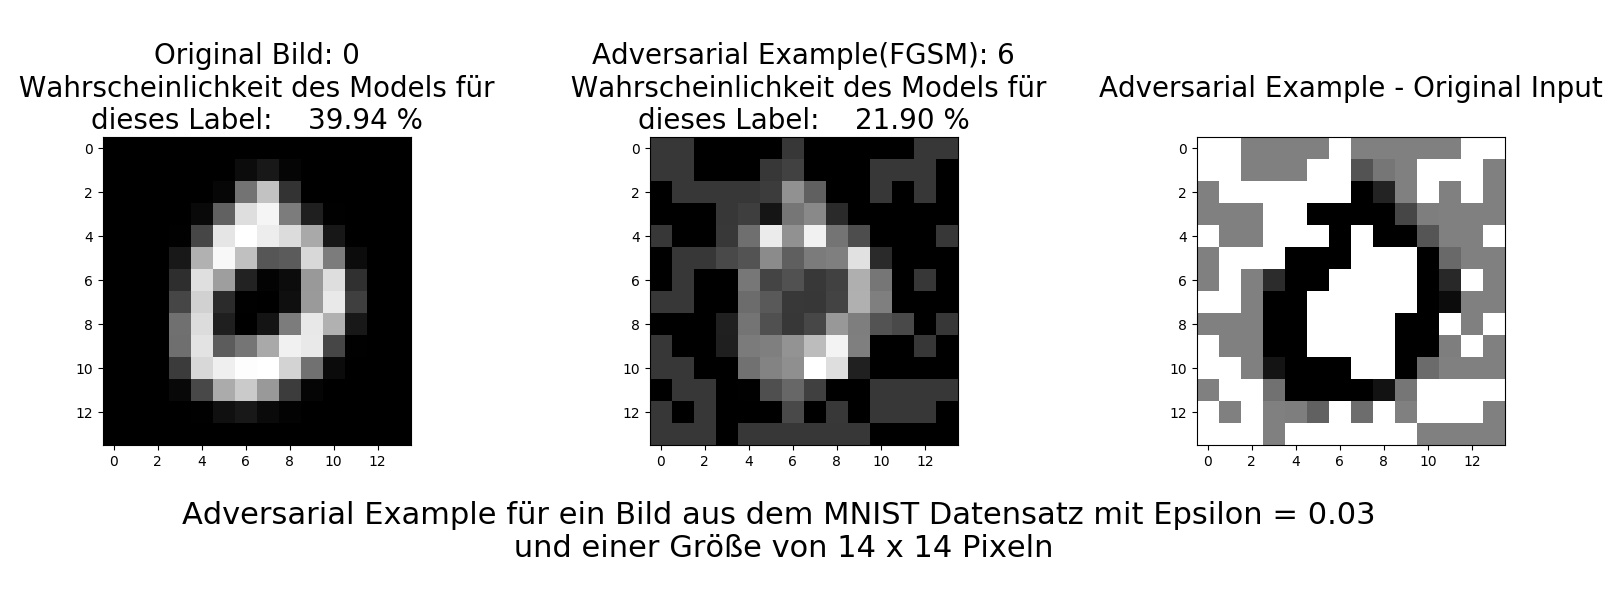 Original Bild: 0
Wahrscheinlichkeit des Models für
dieses Label: 39.94 %
0
2
4
6
8
10
12
0 2 4 6 8 10 12
Adversarial Example(FGSM): 6
Wahrscheinlichkeit des Models für
dieses Label: 21.90 %
0
2
4
6
8
10
12
0 2 4 6 8 10 12
Adversarial Example - Original Input
0
2
4
6
8
10
12
0 2 4 6 8 10 12
Adversarial Example für ein Bild aus dem MNIST Datensatz mit Epsilon = 0.03
und einer Größe von 14 x 14 Pixeln